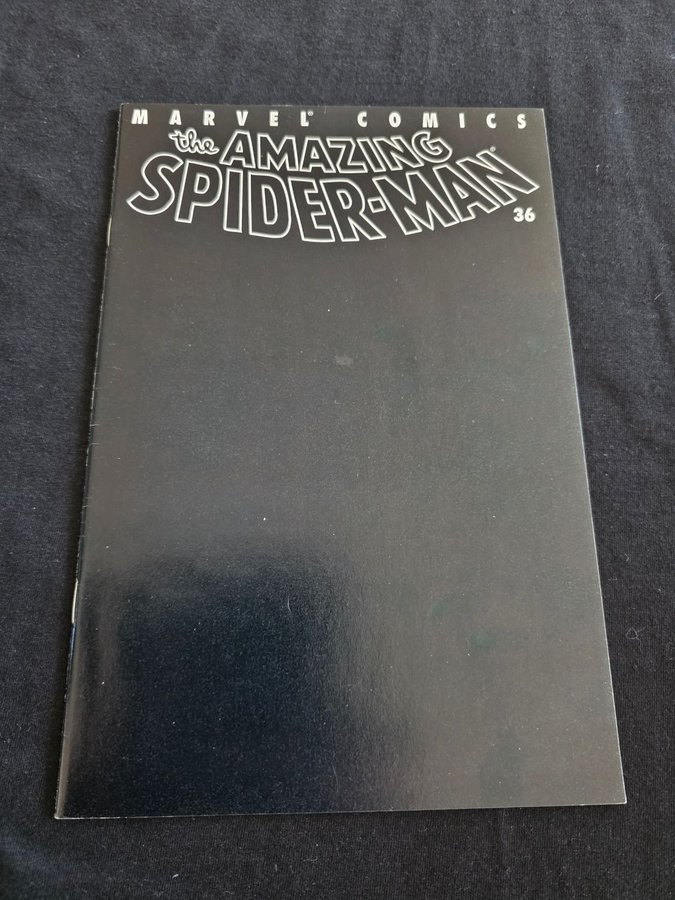 MARVEL® COMICS
the AMAZING
SPIDER-MAN®
36